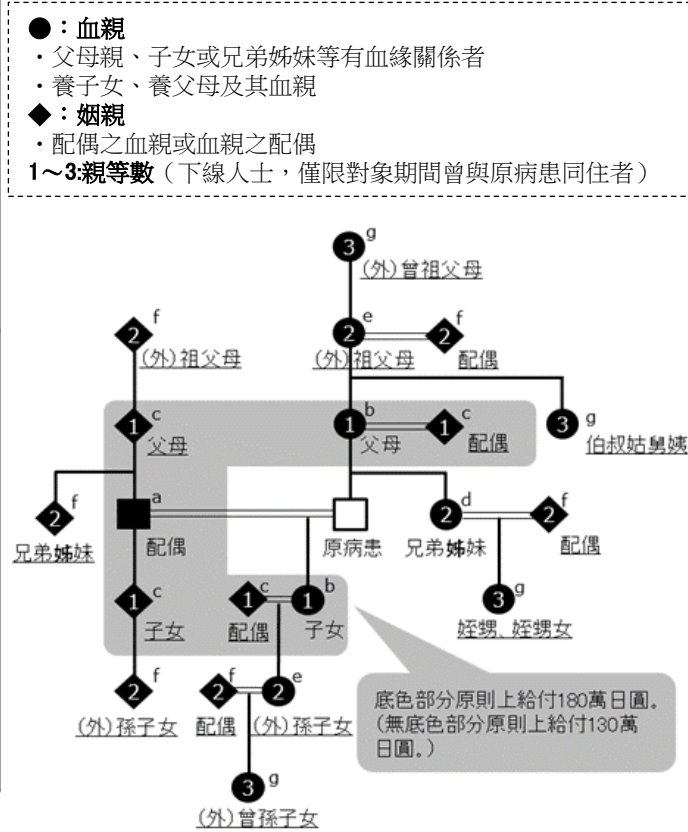 ●：血親
・父母親、子女或兄弟姊妹等有血緣關係者
・養子女、養父母及其血親
◆：姻親
・配偶之血親或血親之配偶
1～3:親等數（下線人士，僅限對象期間曾與原病患同住者）
3 g
(外)曾祖父母
2 f
(外)祖父母
2 e
(外)祖父母
2 f
配偶
1 c
父母
1 b
父母
1 c
配偶
3 g
伯叔姑舅姨
2 f
兄弟姊妹
a
配偶
原病患
2 d
兄弟姊妹
2 f
配偶
1 c
子女
1 c
配偶
1 b
子女
3 g
姪甥、姪甥女
2 f
(外)孫子女
2 f
配偶
2 e
(外)孫子女
底色部分原則上給付180萬日圓。
(無底色部分原則上給付130萬
日圓。)
3 g
(外)曾孫子女